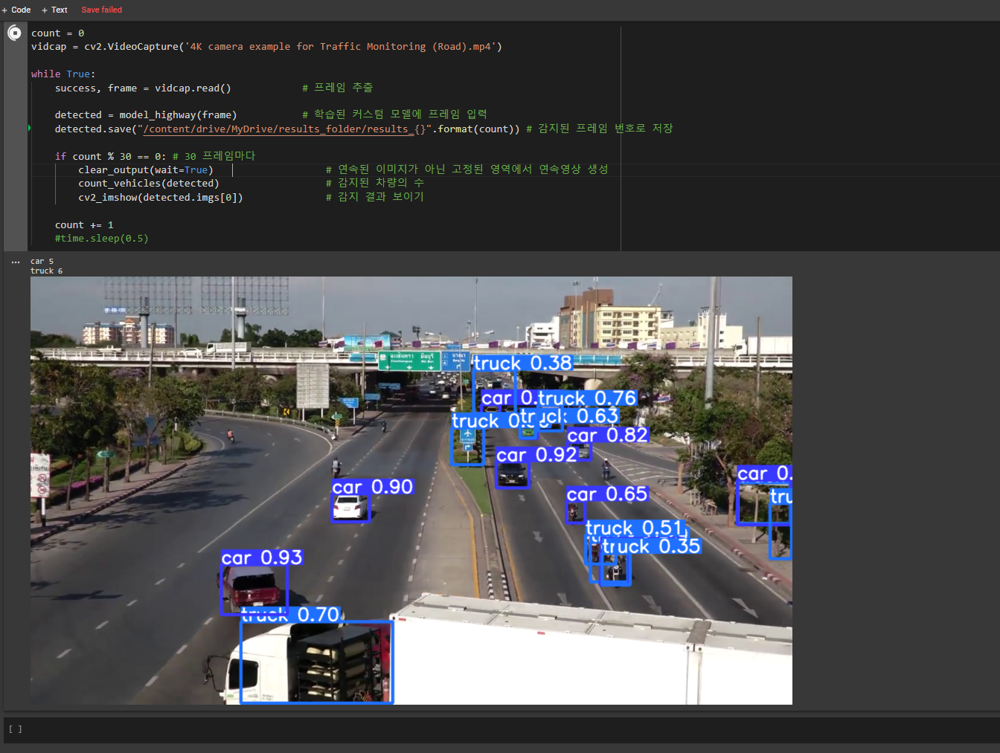 + Code + Text Save failed
count = 0
vidcap = cv2.VideoCapture('4K camera example for Traffic Monitoring (Road).mp4')
while True:
success, frame = vidcap.read() # 프레임 추출
detected = model_highway(frame) # 학습된 커스텀 모델에 프레임 입력
detected.save("/content/drive/MyDrive/results_folder/results_{}".format(count)) # 감지된 프레임 번호로 저장
if count % 30 == 0: # 30 프레임마다
clear_output(wait=True) # 연속된 이미지가 아닌 고정된 영역에서 연속영상 생성
count_vehicles(detected) # 감지된 차량의 수
cv2_imshow(detected.imgs[0]) # 감지 결과 보이기
count += 1
#time.sleep(0.5)
... car 5
truck 6
truck 0.38
car 0. truck 0.76
truck 0. truck 0.63
car 0.82
car 0.92
car 0.
car 0.90
car 0.65
tru
truck 0.51
truck 0.35
car 0.93
truck 0.70
[ ]